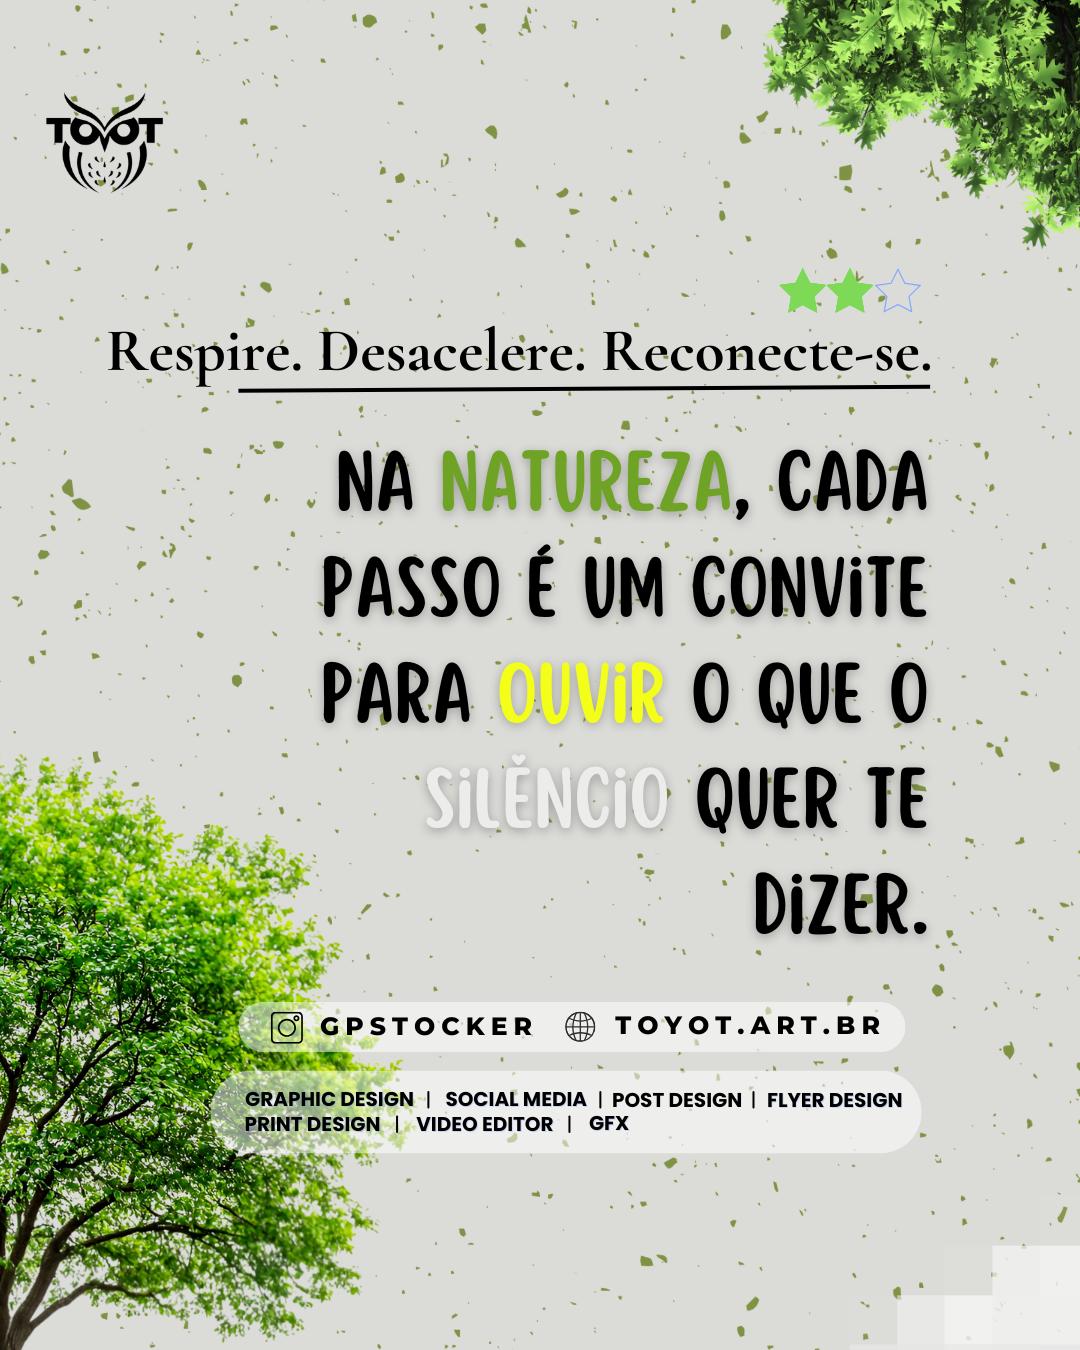 TOYOT
Respire. Desacelere. Reconecte-se.
NA NATUREZA, CADA
PASSO É UM CONViTE
PARA OUViR O QUE O
SiLÊNCiO QUER TE
DiZER.
GPSTOCKER TOYOT.ART.BR
GRAPHIC DESIGN | SOCIAL MEDIA | POST DESIGN | FLYER DESIGN
PRINT DESIGN | VIDEO EDITOR | GFX